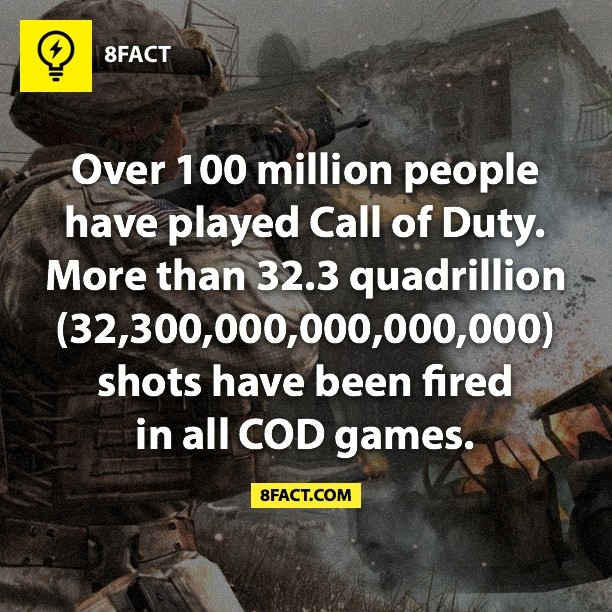 8FACT
Over 100 million people
have played Call of Duty.
More than 32.3 quadrillion
(32,300,000,000,000,000)
shots have been fired
in all COD games.
8FACT.COM